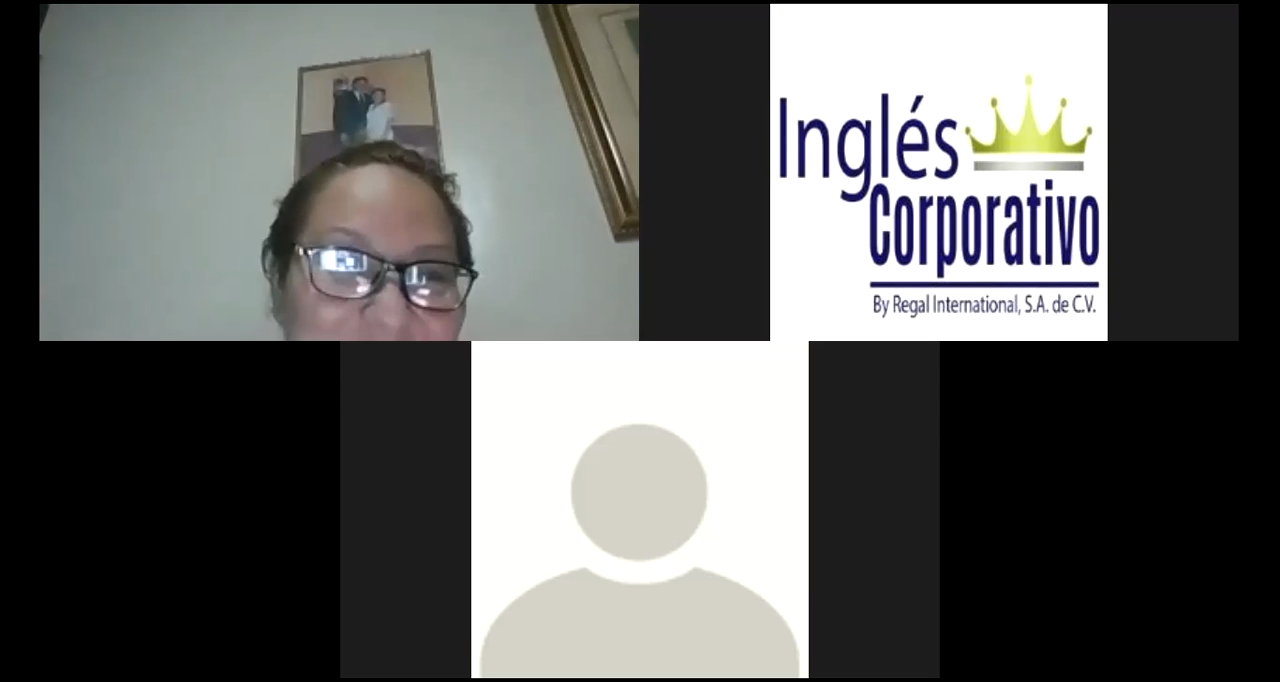 Inglés
Corporativo
By Regal International, S.A. de C.V.